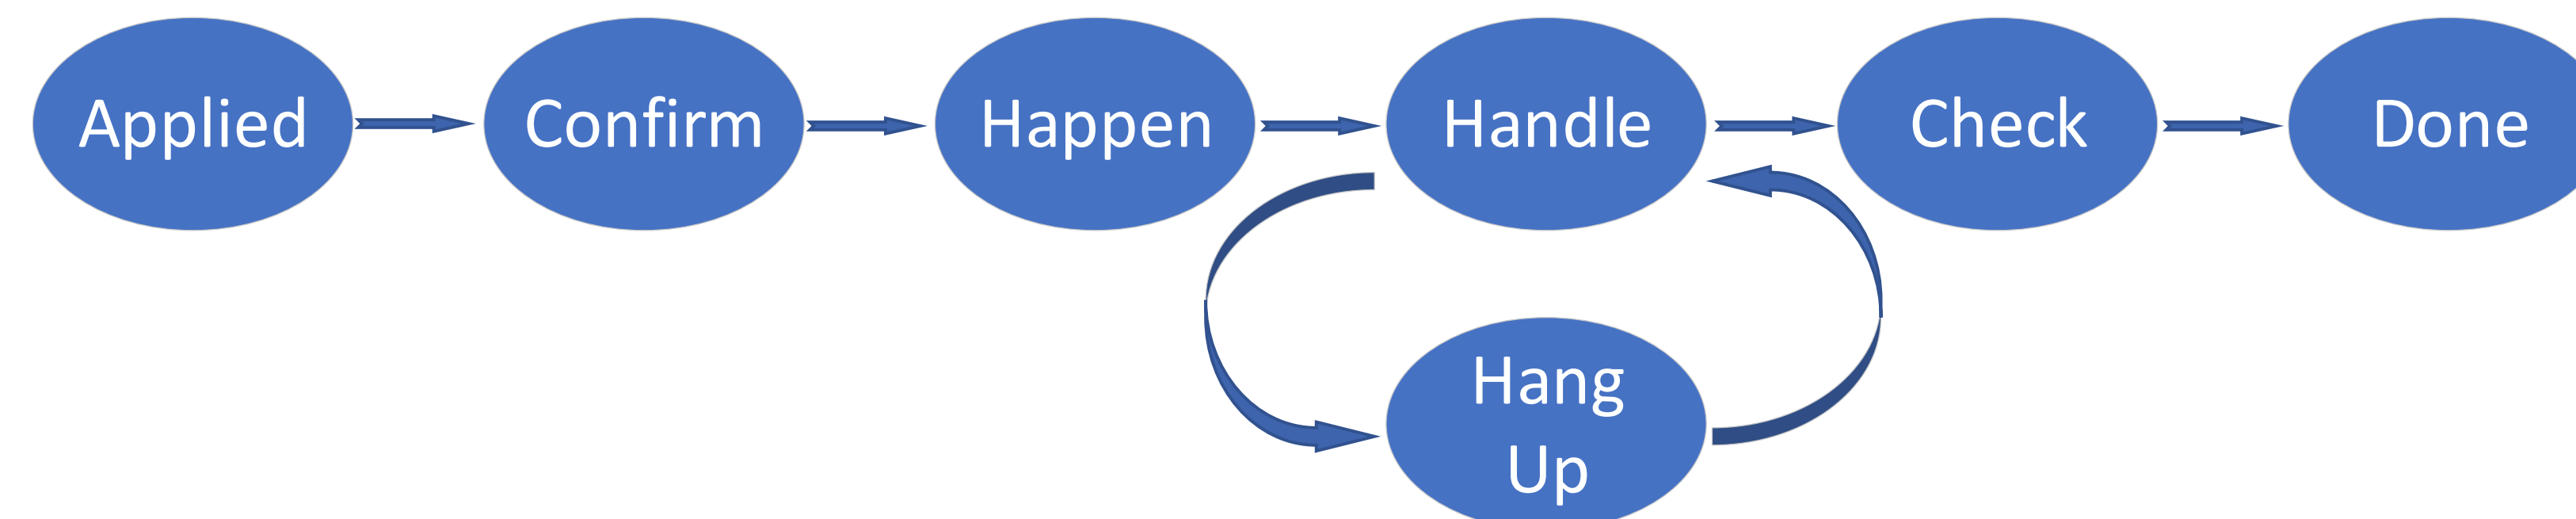 Applied
Confirm
Happen
Handle
Check
Done
Hang
Up